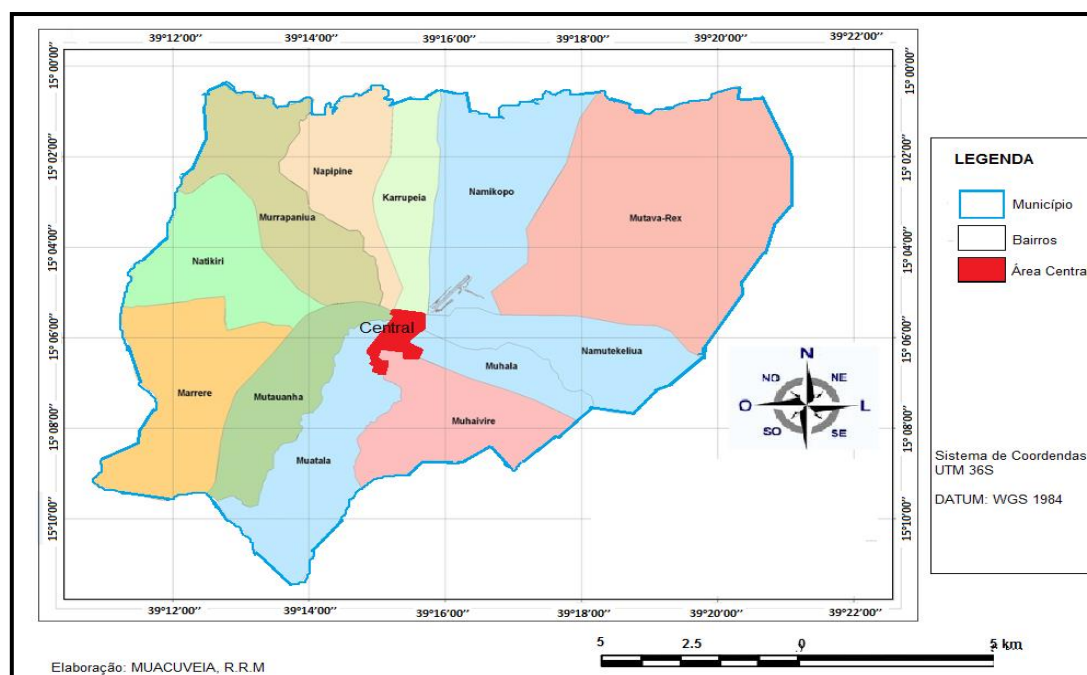 39°12'00'' 39°14'00'' 39°16'00'' 39°18'00'' 39°20'00'' 39°22'00''
15° 00'00''
15° 02'00''
15° 04'00''
15° 06'00''
15° 08'00''
15° 10'00''
Napipine
Karrupeia
Namikopo
Murrapaniua
Mutava-Rex
Natikiri
Central
Namutekeliua
Muhala
Marrere
Mutauanha
Muhaivire
Muatala
15° 00'00''
15° 02'00''
15° 04'00''
15° 06'00''
15° 08'00''
15° 10'00''
39°12'00'' 39°14'00'' 39°16'00'' 39°18'00'' 39°20'00'' 39°22'00''
LEGENDA
Município
Bairros
Área Central
N
NO NE
O L
SO SE
S
Sistema de Coordendas
UTM 36S
DATUM: WGS 1984
5 2.5 0 5 km
Elaboração: MUACUVEIA, R.R.M